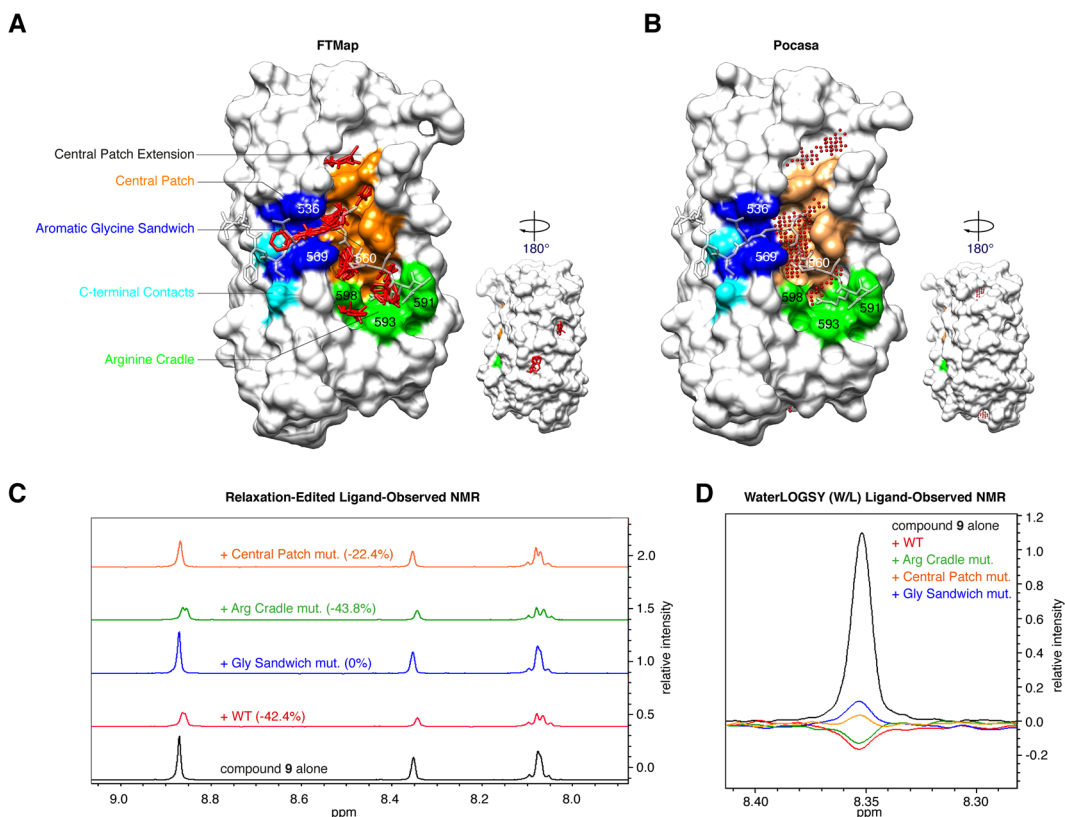 A
B
FTMap
Pocasa
Central Patch Extension
Central Patch
Aromatic Glycine Sandwich
C-terminal Contacts
Arginine Cradle
536
569
560
598
591
593
180°
536
569
560
598
591
593
180°
C
Relaxation-Edited Ligand-Observed NMR
+ Central Patch mut. (-22.4%)
+ Arg Cradle mut. (-43.8%)
+ Gly Sandwich mut. (0%)
+ WT (-42.4%)
compound 9 alone
2.0
1.5
1.0
0.5
0.0
relative intensity
9.0 8.8 8.6 8.4 8.2 8.0
ppm
D
WaterLOGSY (W/L) Ligand-Observed NMR
compound 9 alone
+ WT
+ Arg Cradle mut.
+ Central Patch mut.
+ Gly Sandwich mut.
1.2
1.0
0.8
0.6
0.4
0.2
0.0
-0.2
relative intensity
8.40 8.35 8.30
ppm